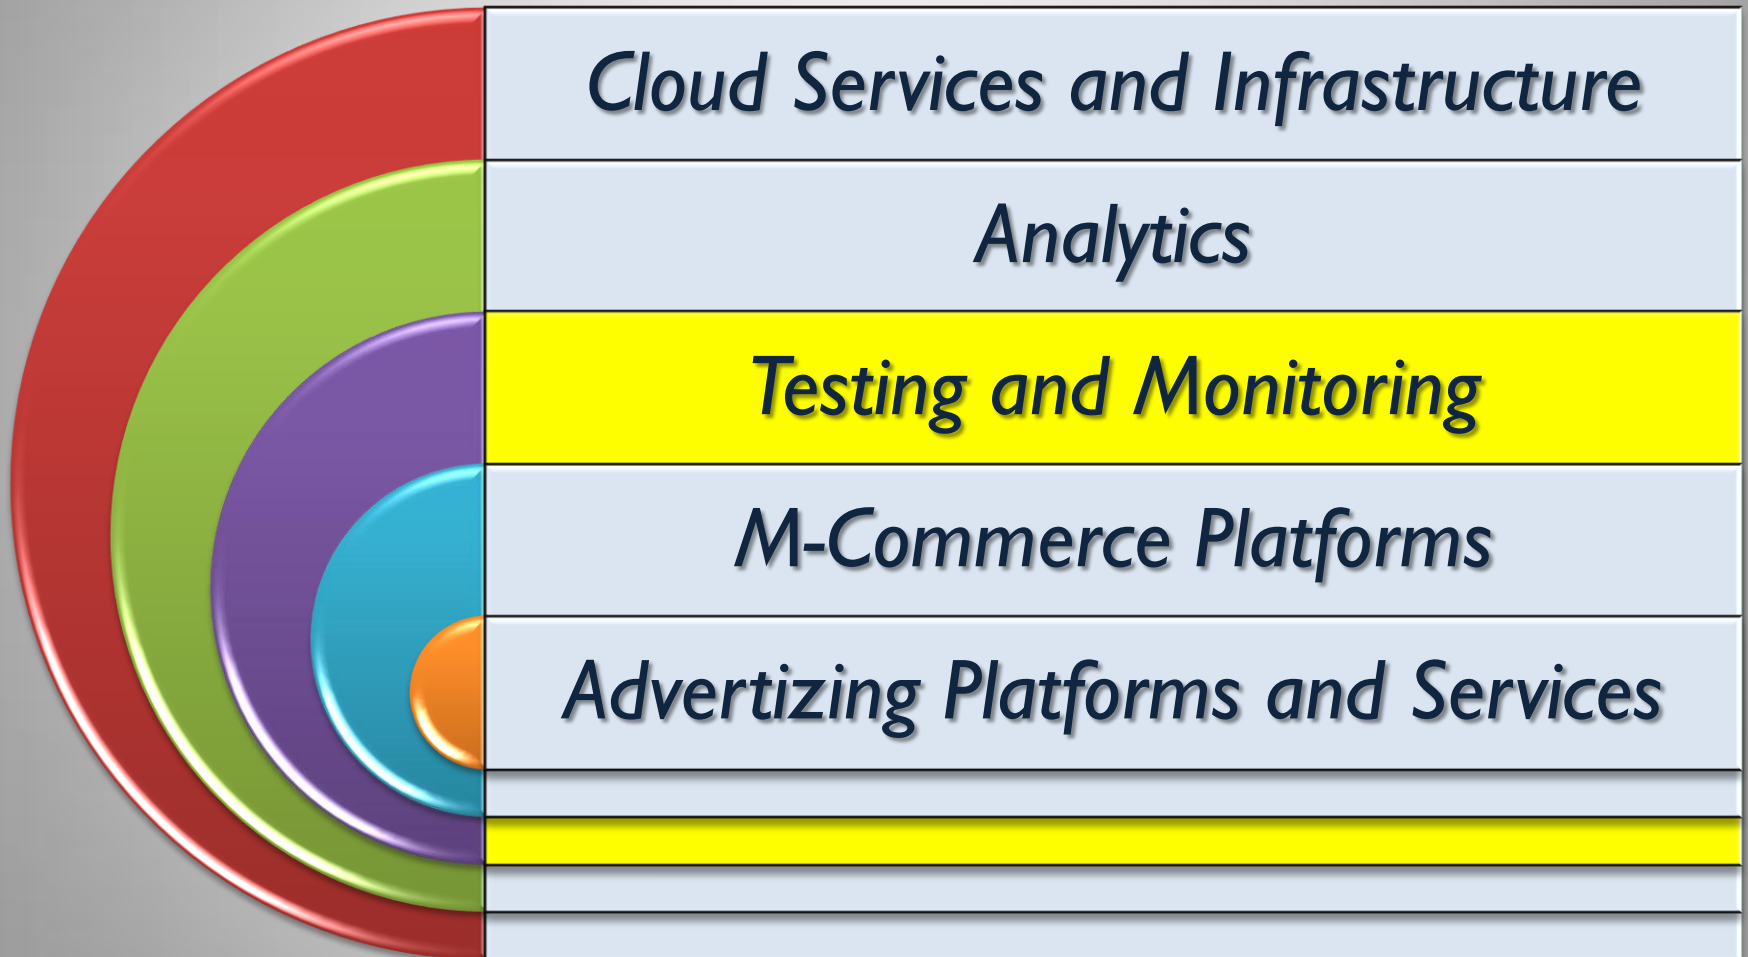 Cloud Services and Infrastructure
Analytics
Testing and Monitoring
M-Commerce Platforms
Advertizing Platforms and Services